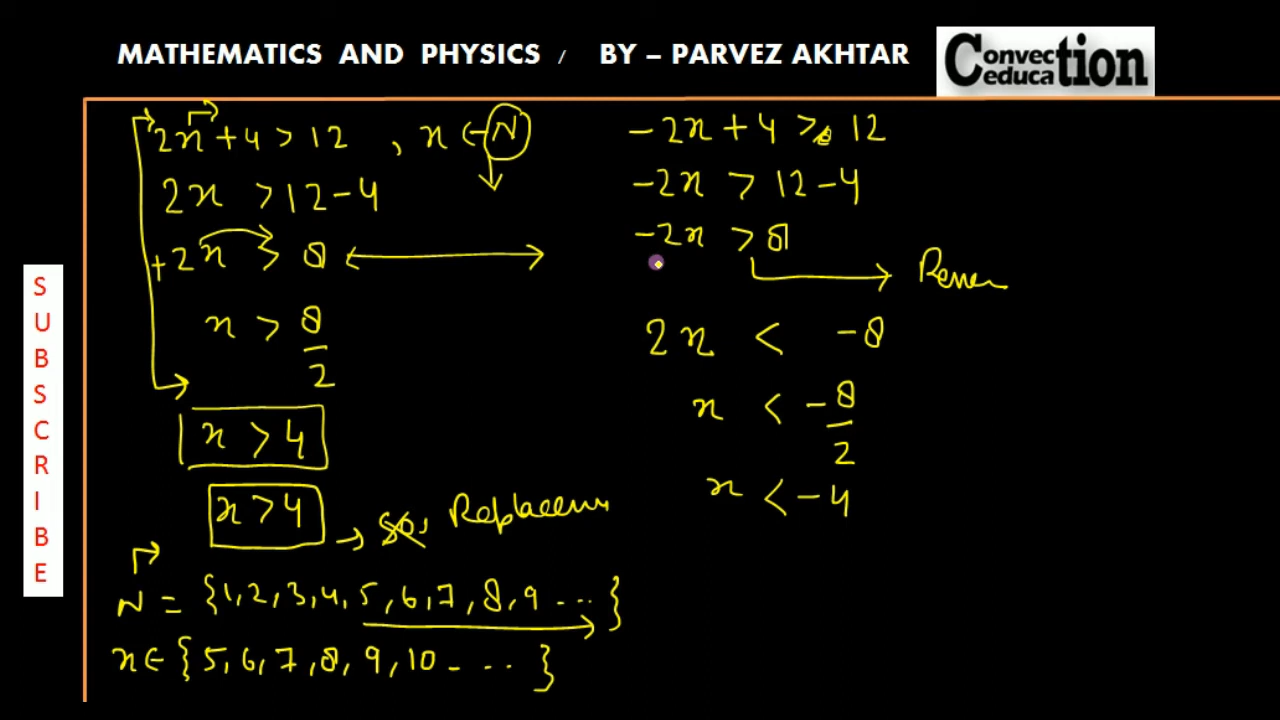 MATHEMATICS AND PHYSICS / BY – PARVEZ AKHTAR
Convection
education
SUBSCRIBE
2x + 4 > 12 , x ∈ N
2x > 12 - 4
+2x > 8
x > 8/2
x > 4
x > 4
→ Replacem
N = {1, 2, 3, 4, 5, 6, 7, 8, 9 ... }
x ∈ {5, 6, 7, 8, 9, 10 - ... }
-2x + 4 > 12
-2x > 12 - 4
-2x > 8
2x < -8
x < -8/2
x < -4